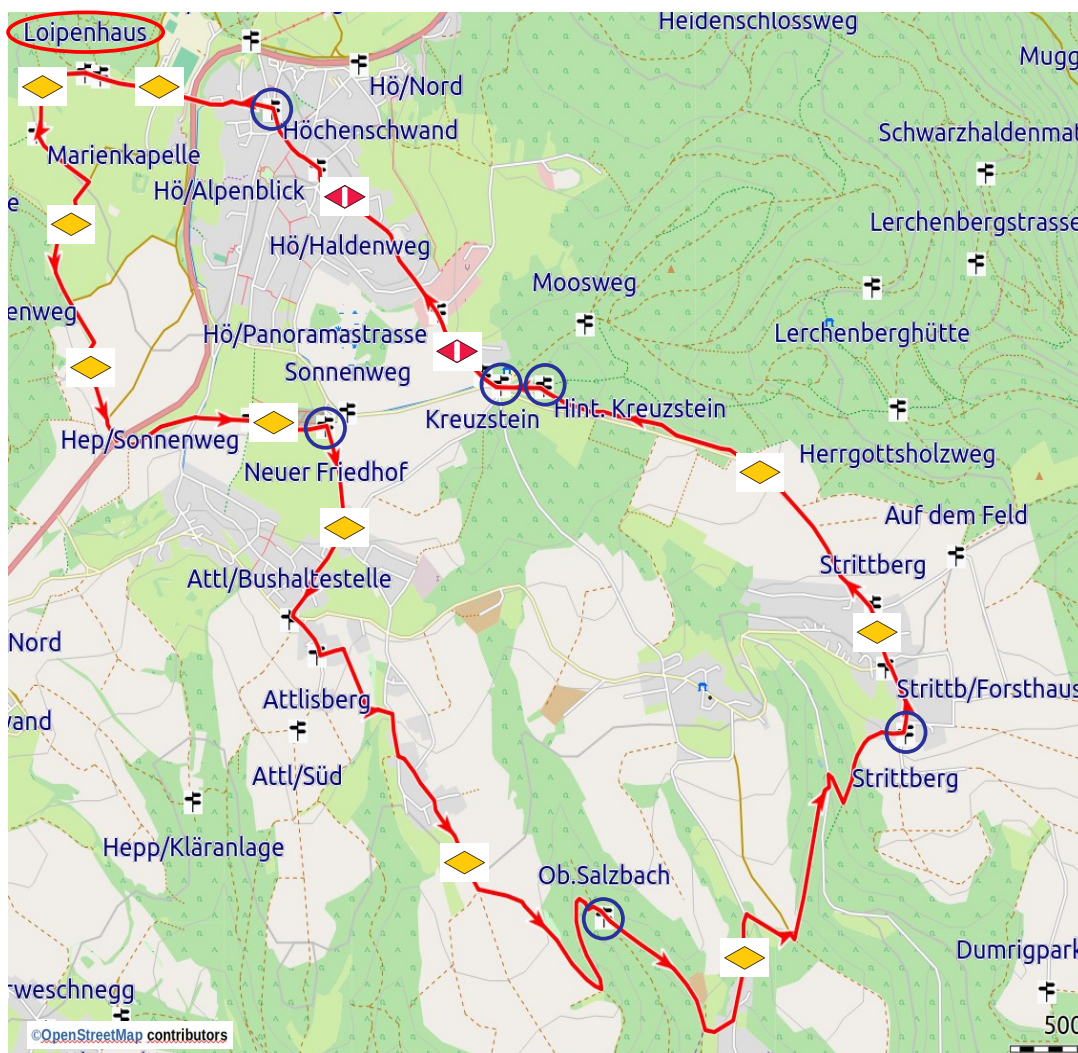 Loipenhaus
Heidenschlossweg
Mugg
Hö/Nord
Höchenschwand
Schwarzhaldenmat
Marienkapelle
Hö/Alpenblick
e
Lerchenbergstrasse
Hö/Haldenweg
Moosweg
enweg
Hö/Panoramastrasse
Lerchenberghütte
Sonnenweg
Kreuzstein
Hint. Kreuzstein
Hep/Sonnenweg
Herrgottsholzweg
Neuer Friedhof
Auf dem Feld
Attl/Bushaltestelle
Strittberg
Nord
Attlisberg
Strittb/Forsthaus
vand
Attl/Süd
Strittberg
Hepp/Kläranlage
Ob.Salzbach
Dumrigpark
rweschnegg
500
©OpenStreetMap contributors